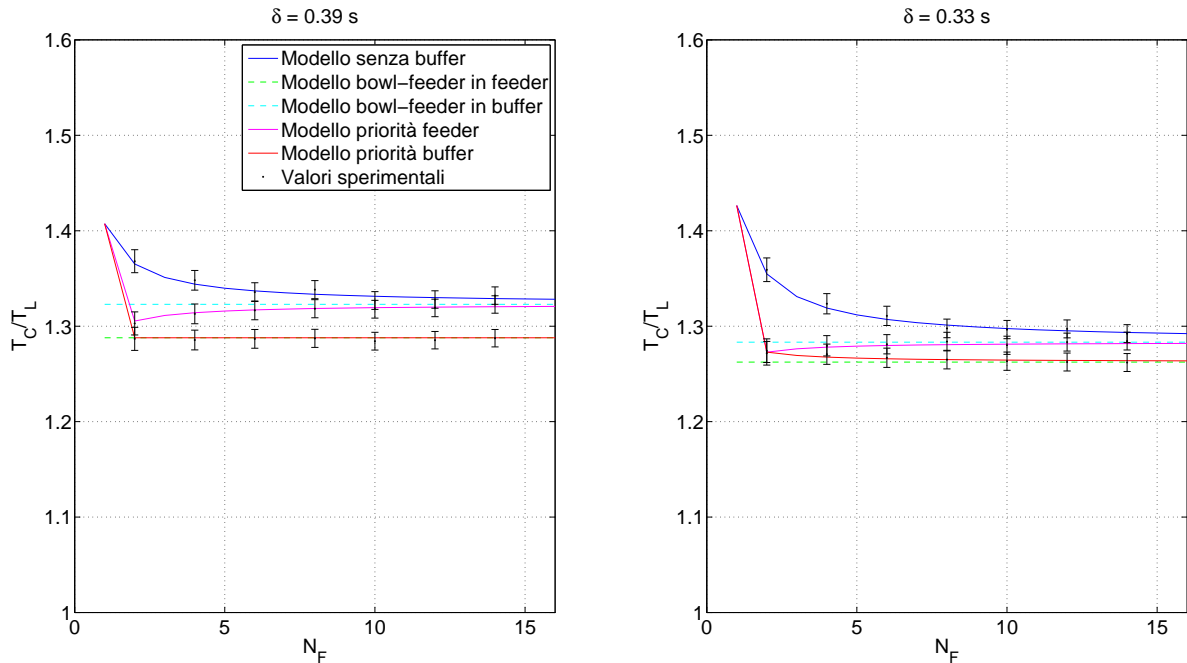 δ = 0.39 s
1.6
1.5
1.4
1.3
1.2
1.1
1
0
5
10
15
T_C/T_L
N_F
Modello senza buffer
Modello bowl−feeder in feeder
Modello bowl−feeder in buffer
Modello priorità feeder
Modello priorità buffer
Valori sperimentali
δ = 0.33 s
1.6
1.5
1.4
1.3
1.2
1.1
1
0
5
10
15
T_C/T_L
N_F